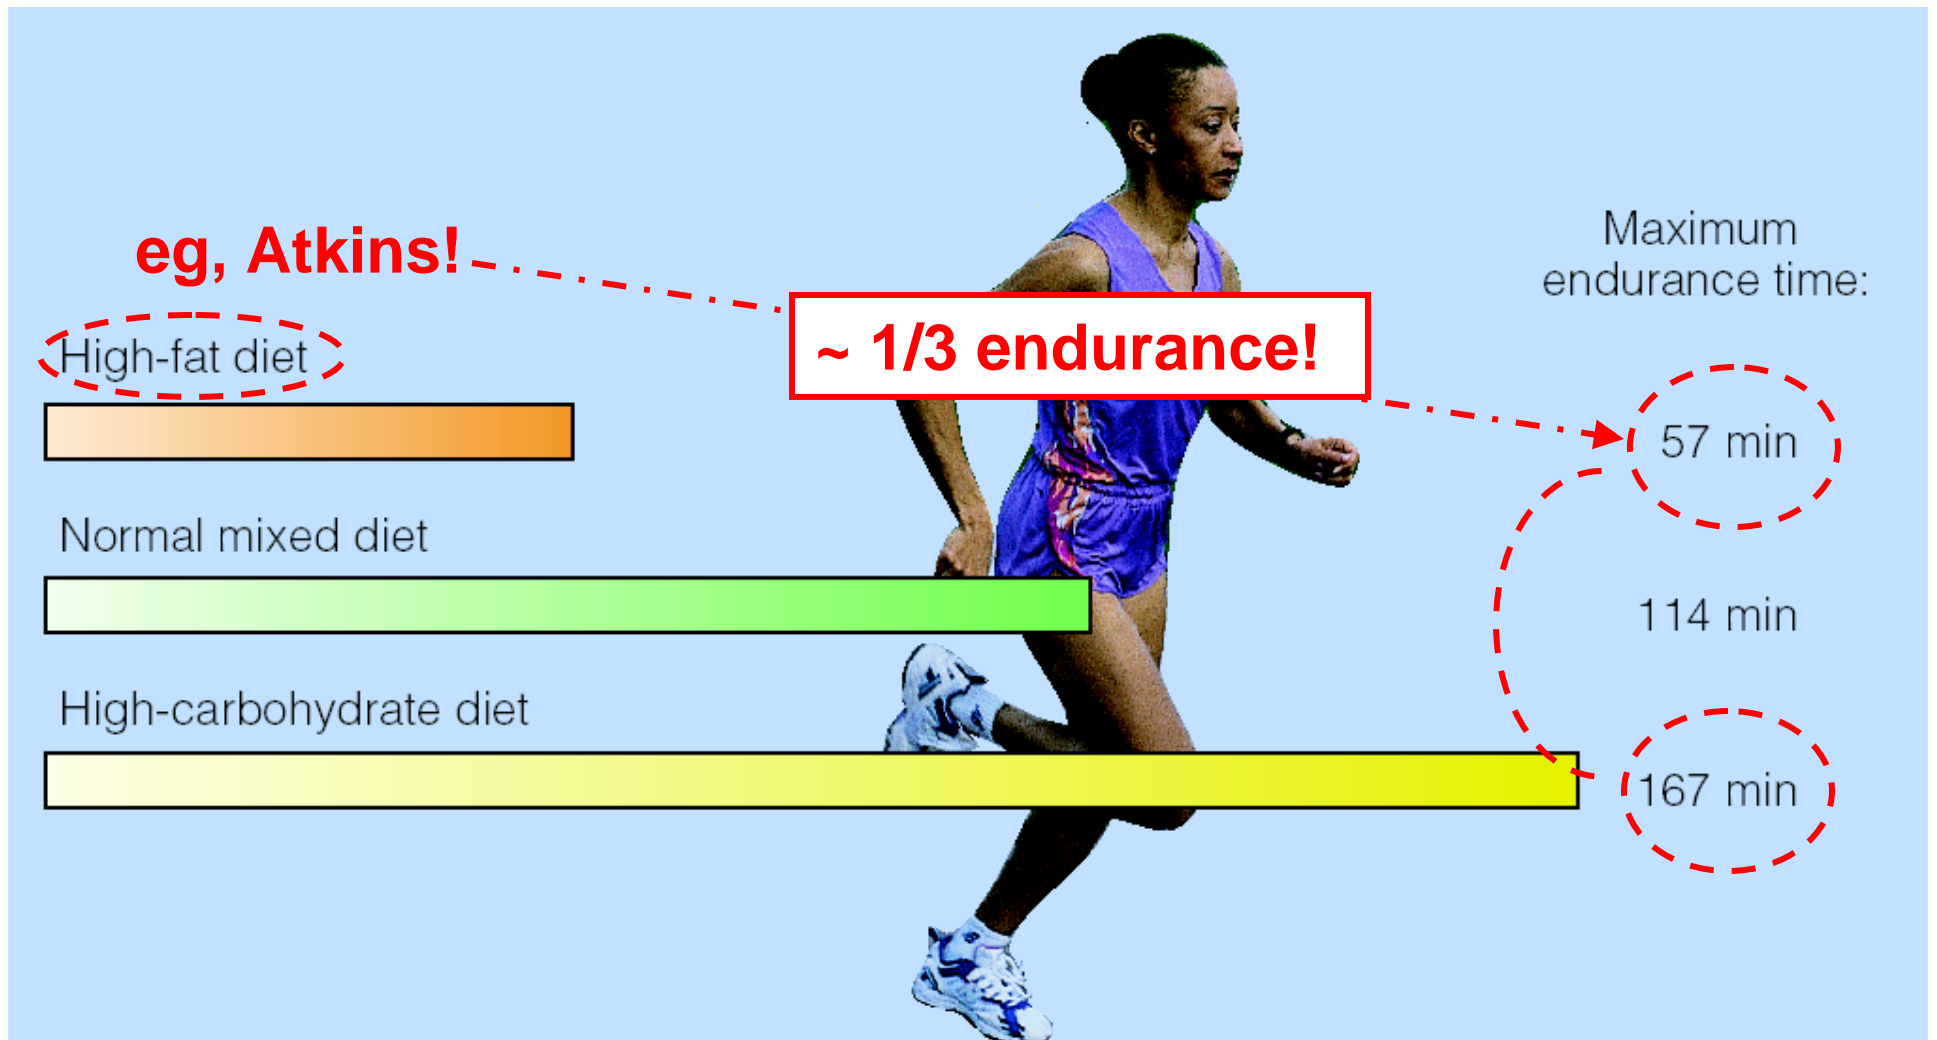 eg, Atkins!
~ 1/3 endurance!
Maximum
endurance time:
High-fat diet
57 min
Normal mixed diet
114 min
High-carbohydrate diet
167 min